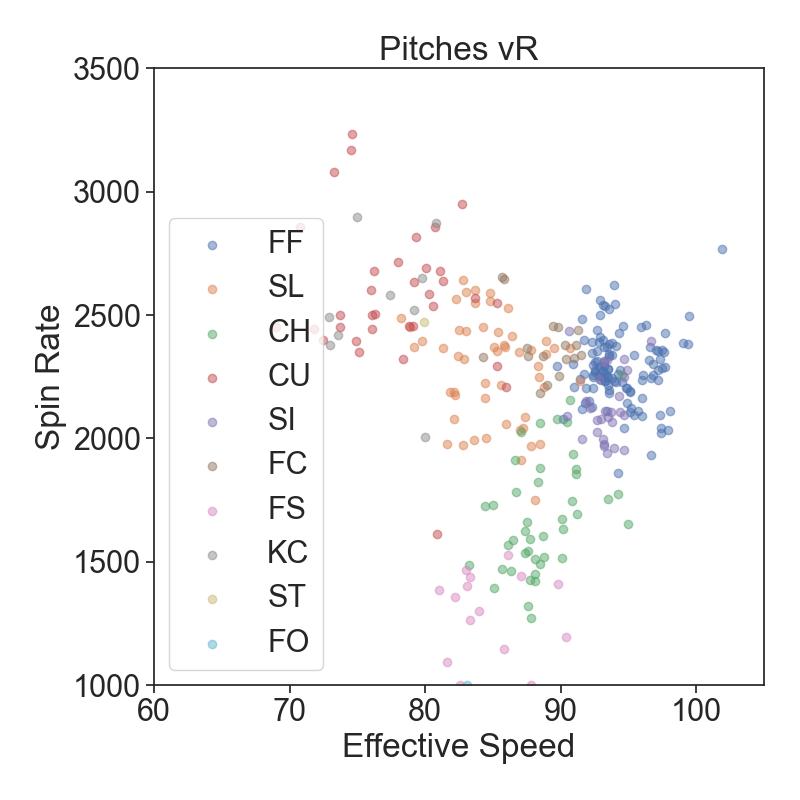 Pitches vR
3500
3000
2500
2000
1500
1000
Spin Rate
FF
SL
CH
CU
SI
FC
FS
KC
ST
FO
60
70
80
90
100
Effective Speed